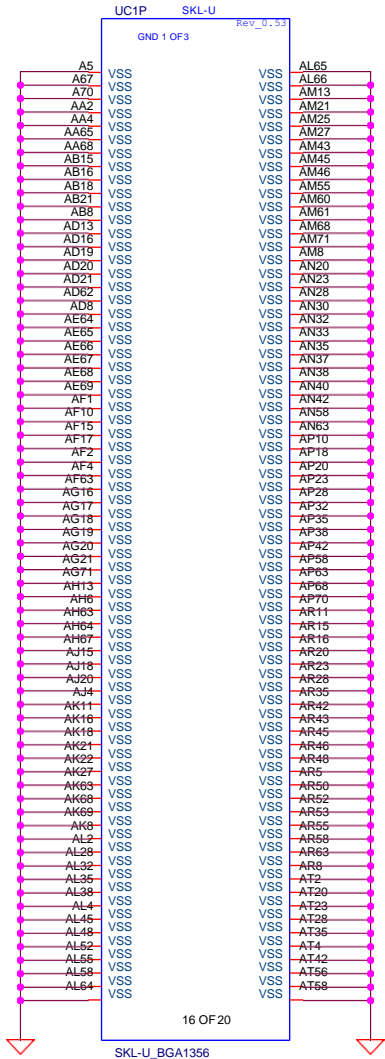 UC1P SKL-U
Rev_0.53
GND 1 OF3
A5 VSS VSS AL65
A67 VSS VSS AL66
A70 VSS VSS AM13
AA2 VSS VSS AM21
AA4 VSS VSS AM25
AA65 VSS VSS AM27
AA68 VSS VSS AM43
AB15 VSS VSS AM45
AB16 VSS VSS AM46
AB18 VSS VSS AM55
AB21 VSS VSS AM60
AB8 VSS VSS AM61
AD13 VSS VSS AM68
AD16 VSS VSS AM71
AD19 VSS VSS AM8
AD20 VSS VSS AN20
AD21 VSS VSS AN23
AD62 VSS VSS AN28
AD8 VSS VSS AN30
AE64 VSS VSS AN32
AE65 VSS VSS AN33
AE66 VSS VSS AN35
AE67 VSS VSS AN37
AE68 VSS VSS AN38
AE69 VSS VSS AN40
AF1 VSS VSS AN42
AF10 VSS VSS AN58
AF15 VSS VSS AN63
AF17 VSS VSS AP10
AF2 VSS VSS AP18
AF4 VSS VSS AP20
AF63 VSS VSS AP23
AG16 VSS VSS AP28
AG17 VSS VSS AP32
AG18 VSS VSS AP35
AG19 VSS VSS AP38
AG20 VSS VSS AP42
AG21 VSS VSS AP58
AG71 VSS VSS AP63
AH13 VSS VSS AP68
AH6 VSS VSS AP70
AH63 VSS VSS AR11
AH64 VSS VSS AR15
AH67 VSS VSS AR16
AJ15 VSS VSS AR20
AJ18 VSS VSS AR23
AJ20 VSS VSS AR28
AJ4 VSS VSS AR35
AK11 VSS VSS AR42
AK16 VSS VSS AR43
AK18 VSS VSS AR45
AK21 VSS VSS AR46
AK22 VSS VSS AR48
AK27 VSS VSS AR5
AK63 VSS VSS AR50
AK68 VSS VSS AR52
AK69 VSS VSS AR53
AK8 VSS VSS AR55
AL2 VSS VSS AR58
AL28 VSS VSS AR63
AL32 VSS VSS AR8
AL35 VSS VSS AT2
AL38 VSS VSS AT20
AL4 VSS VSS AT23
AL45 VSS VSS AT28
AL48 VSS VSS AT35
AL52 VSS VSS AT4
AL55 VSS VSS AT42
AL58 VSS VSS AT56
AL64 VSS VSS AT58
16 OF 20
SKL-U_BGA1356